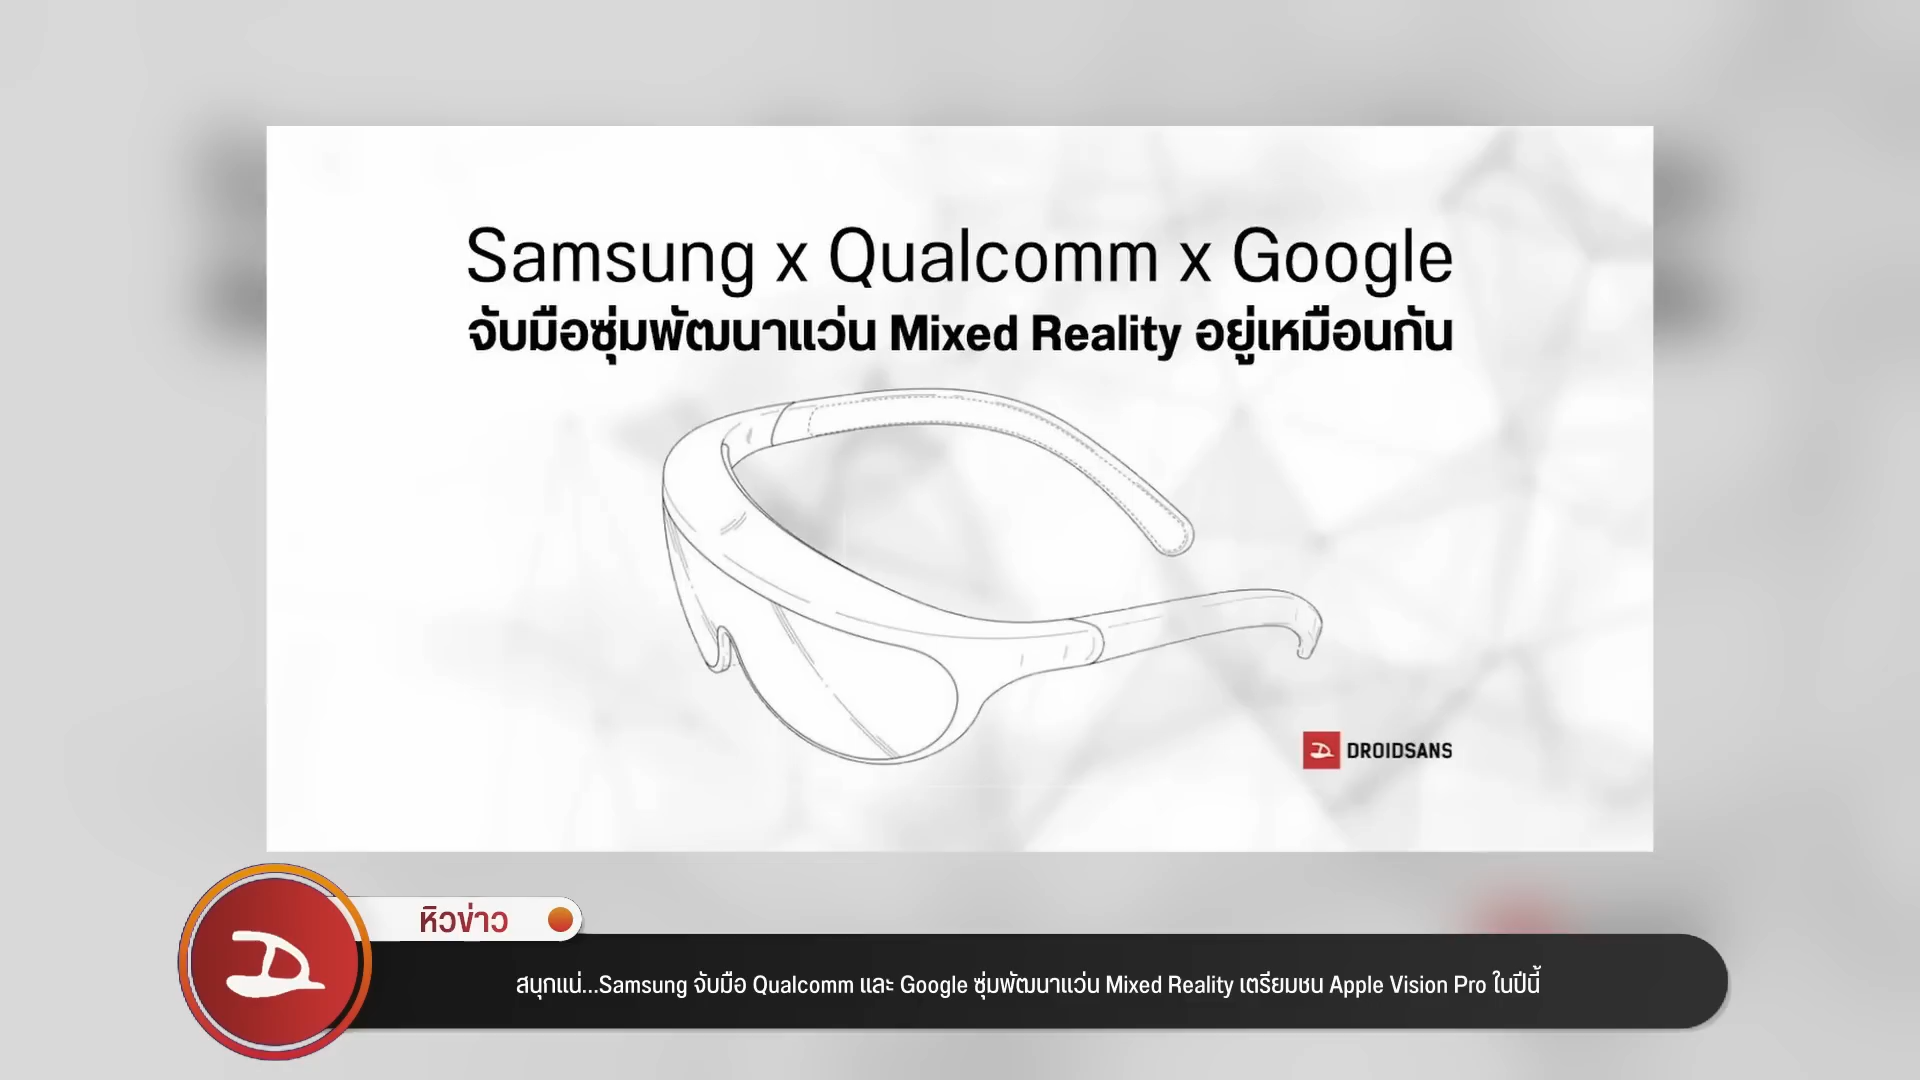 Samsung x Qualcomm x Google
จับมือซุ่มพัฒนาแว่น Mixed Reality อยู่เหมือนกัน
DROIDSANS
หิวข่าว
สนุกแน่...Samsung จับมือ Qualcomm และ Google ซุ่มพัฒนาแว่น Mixed Reality เตรียมชน Apple Vision Pro ในปีนี้